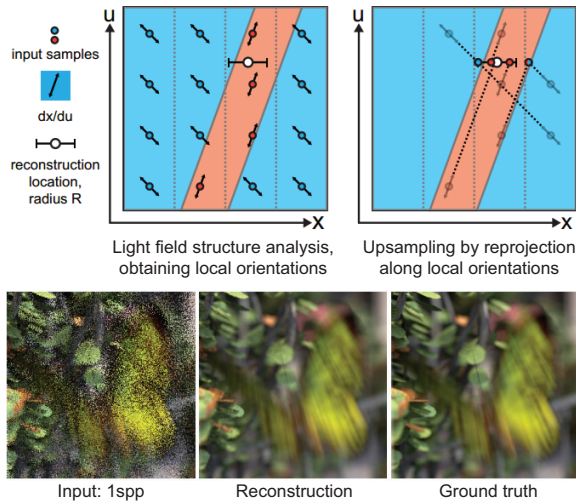 input samples
dx/du
reconstruction
location,
radius R
u
x
Light field structure analysis,
obtaining local orientations
u
x
Upsampling by reprojection
along local orientations
Input: 1spp
Reconstruction
Ground truth